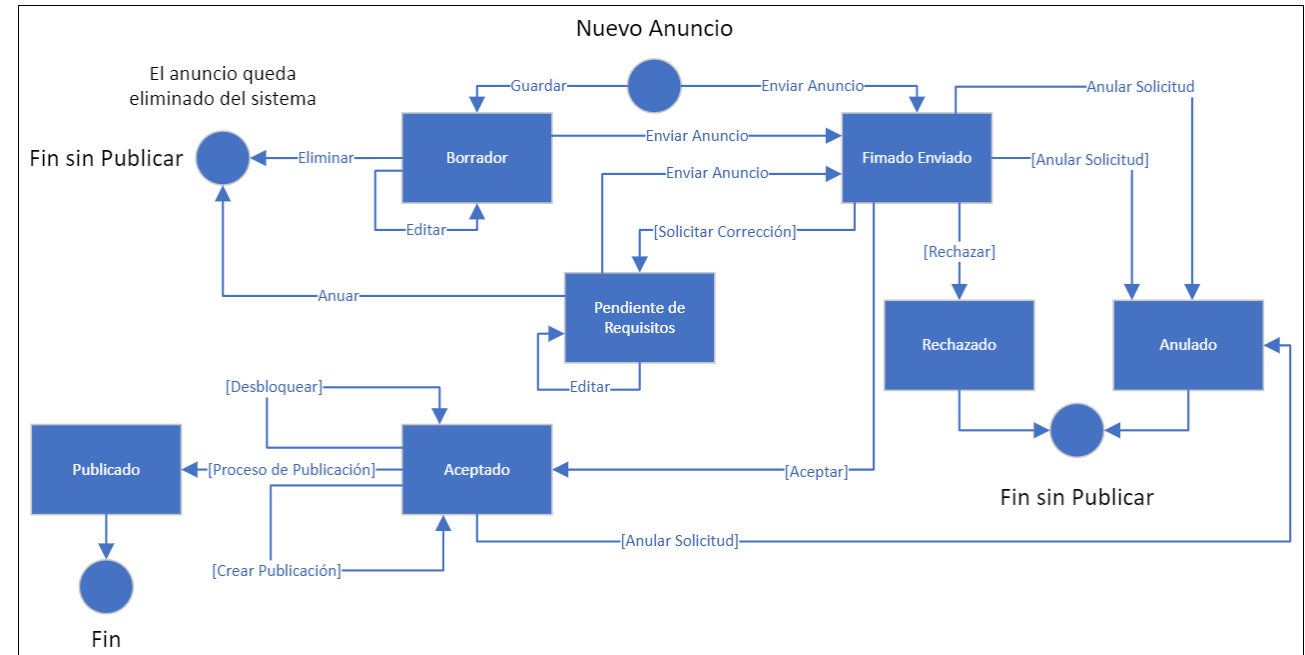 Nuevo Anuncio
El anuncio queda
eliminado del sistema
Guardar
Enviar Anuncio
Anular Solicitud
Fin sin Publicar
Eliminar
Borrador
Enviar Anuncio
Fimado Enviado
[Anular Solicitud]
Enviar Anuncio
Editar
[Solicitar Corrección]
[Rechazar]
Anuar
Pendiente de
Requisitos
Rechazado
Anulado
Editar
[Desbloquear]
Publicado
[Proceso de Publicación]
Aceptado
[Aceptar]
Fin sin Publicar
[Anular Solicitud]
[Crear Publicación]
Fin